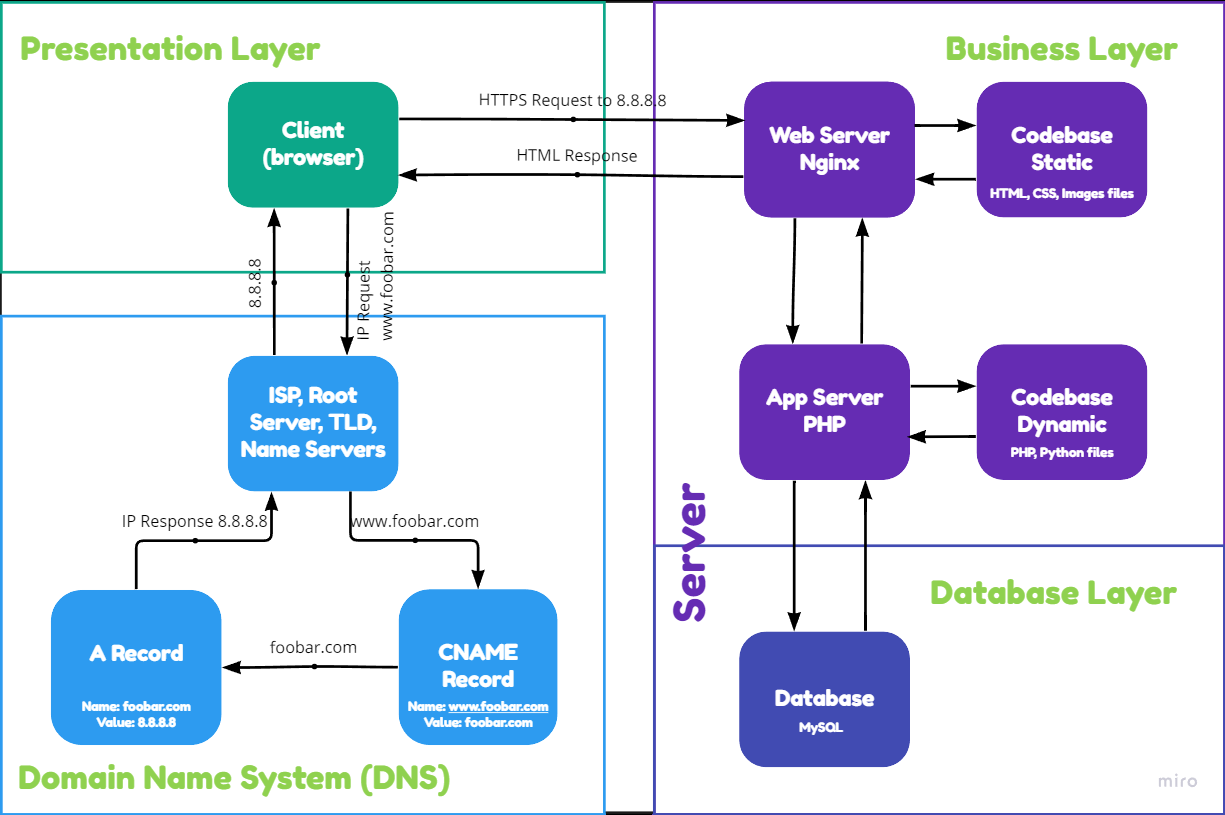 Presentation Layer
Business Layer
Client
(browser)
HTTPS Request to 8.8.8.8
HTML Response
Web Server
Nginx
Codebase
Static
HTML, CSS, Images files
8.8.8.8
IP Request
www.foobar.com
ISP, Root
Server, TLD,
Name Servers
App Server
PHP
Codebase
Dynamic
PHP, Python files
IP Response 8.8.8.8
www.foobar.com
Server
A Record
Name: foobar.com
Value: 8.8.8.8
foobar.com
CNAME
Record
Name: www.foobar.com
Value: foobar.com
Database Layer
Database
MySQL
Domain Name System (DNS)
miro